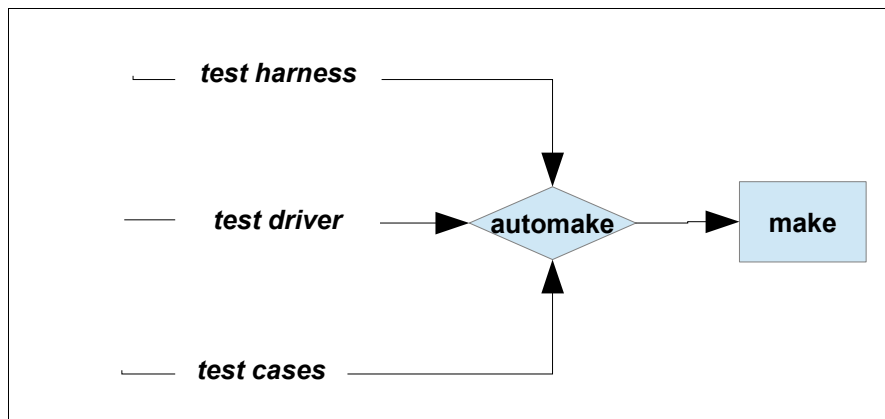 test harness
test driver
automake
make
test cases